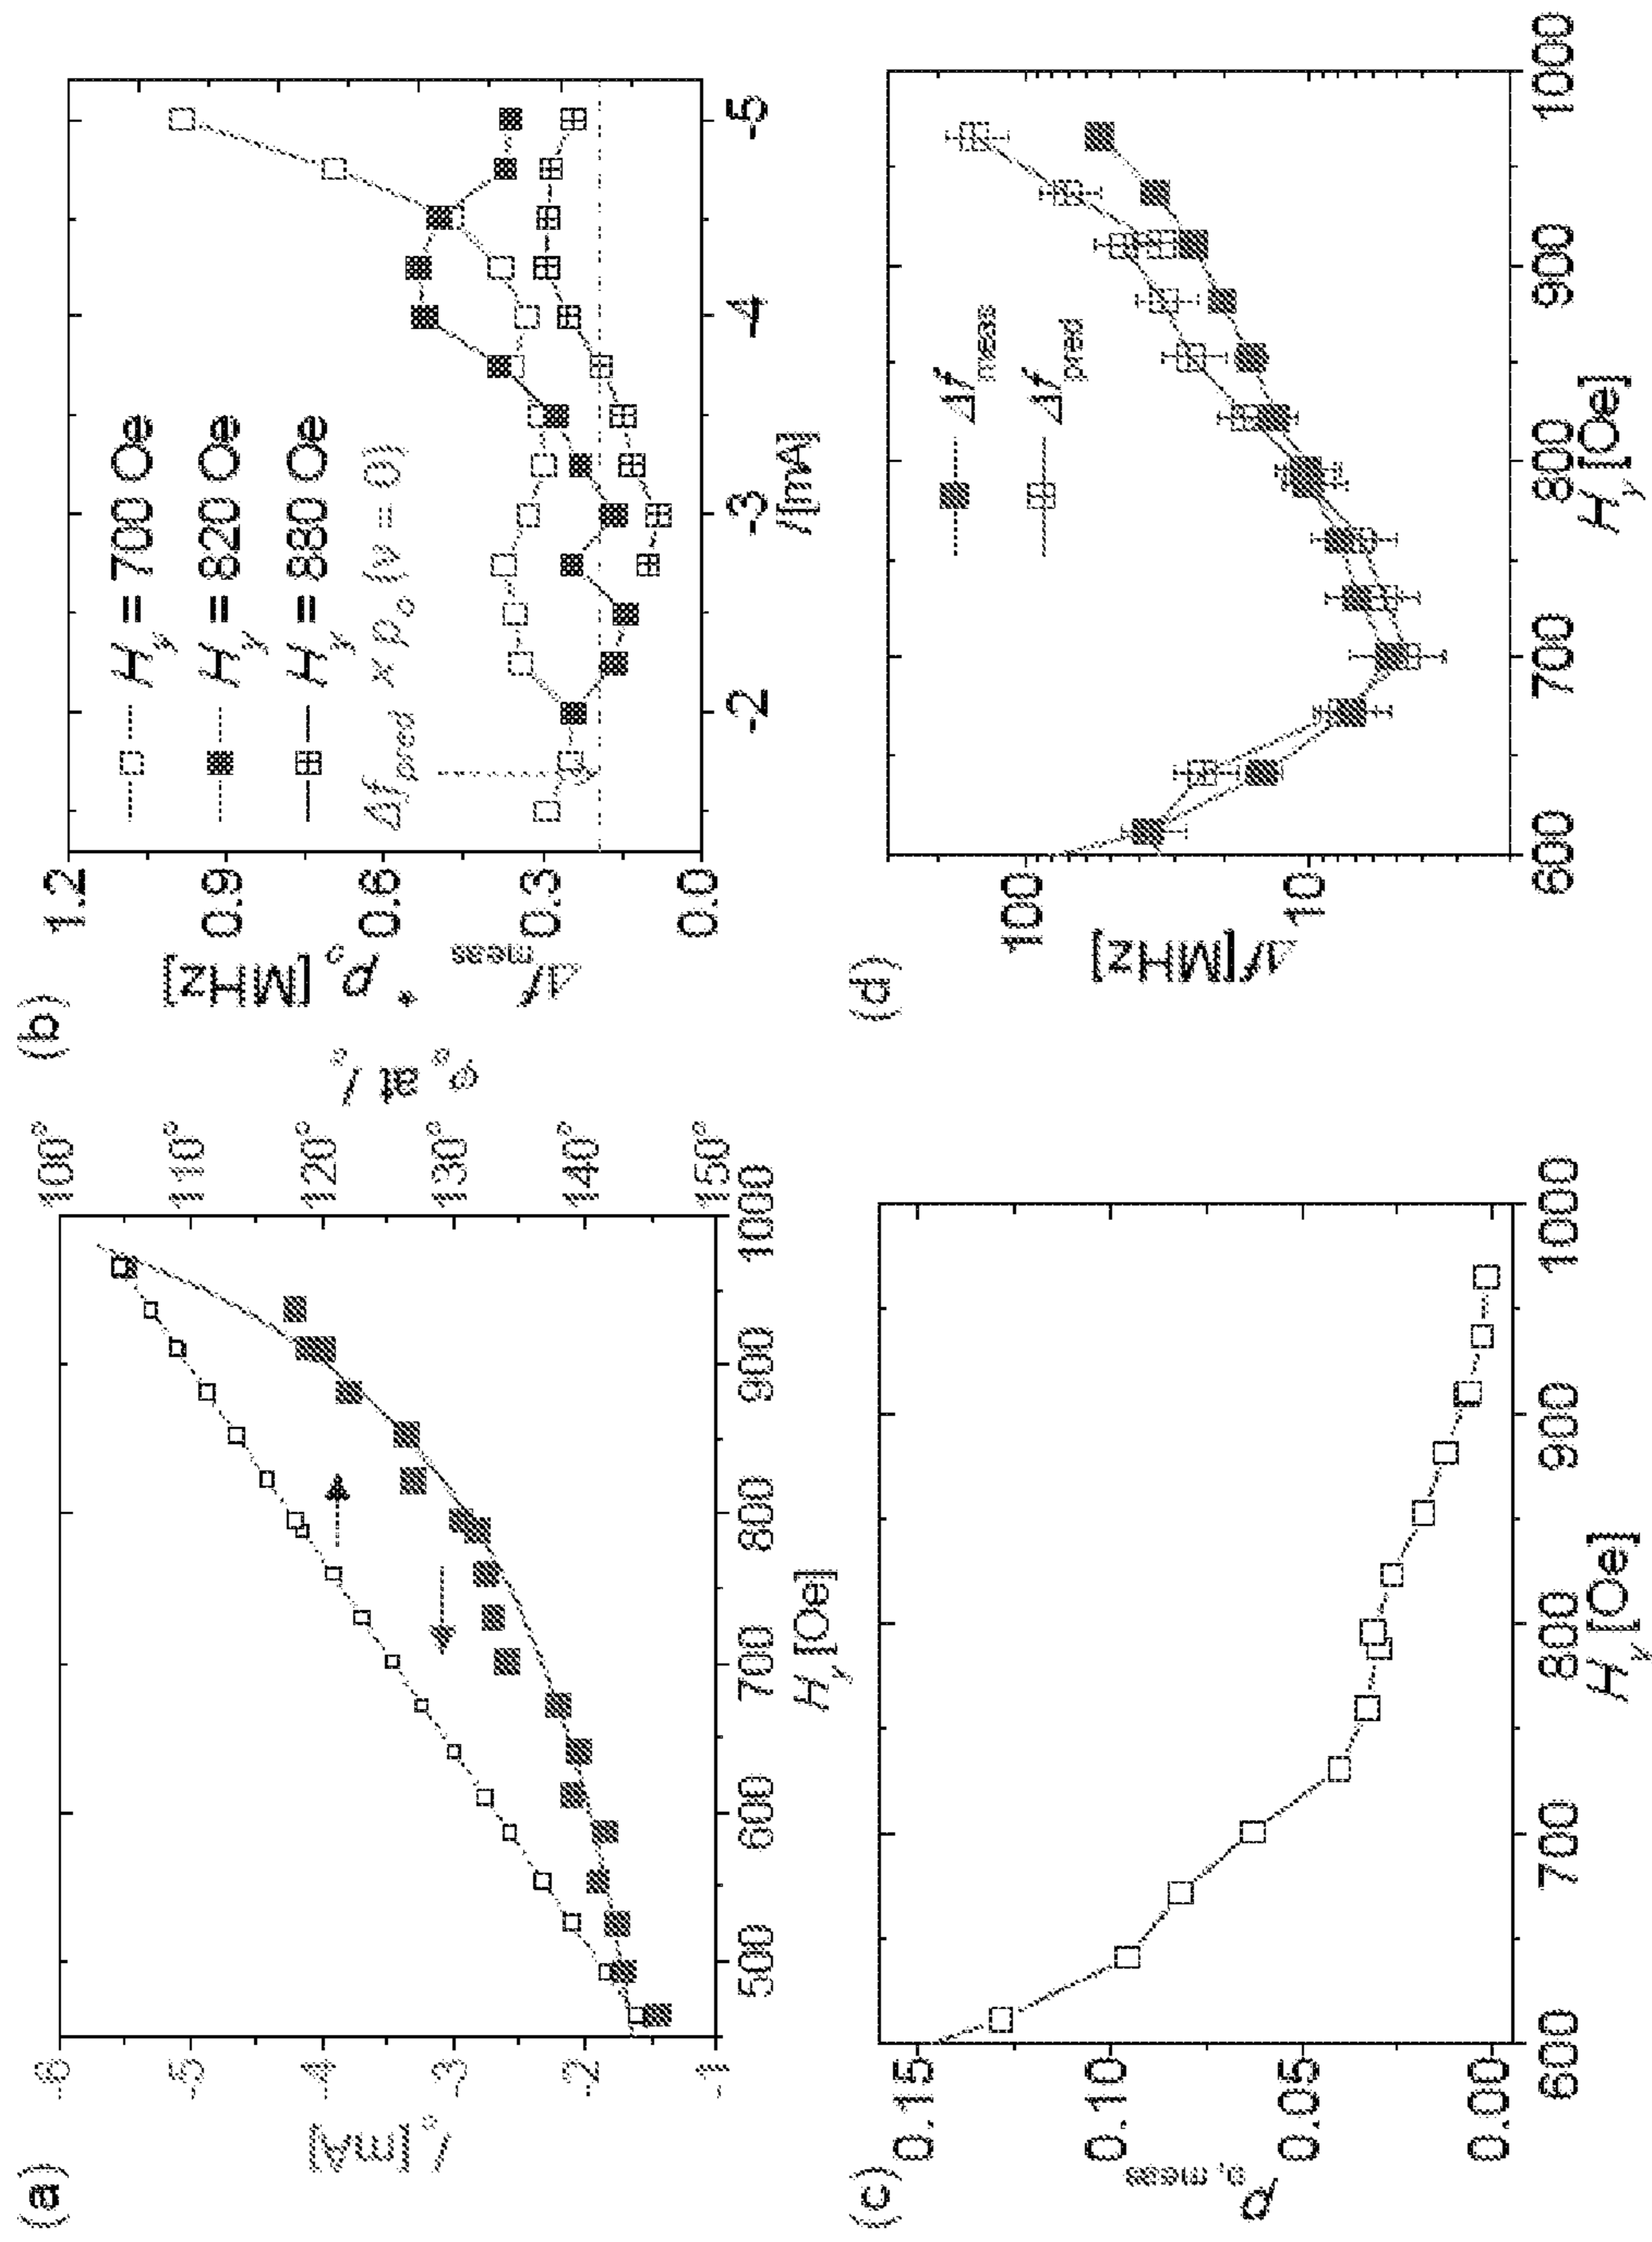 (a)
I_c [mA]
-6
-5
-4
-3
-2
-1
500
600
700
800
900
1000
H_y [Oe]
100°
110°
120°
130°
140°
150°
φ_o at I_c
(b)
Δf_meas * p_o [MHz]
1.2
0.9
0.6
0.3
0.0
H_y = 700 Oe
H_y = 820 Oe
H_y = 880 Oe
Δf_pred × p_o (ν = 0)
-2
-3
-4
-5
I [mA]
(c)
p_o, meas
0.15
0.10
0.05
0.00
600
700
800
900
1000
H_y [Oe]
(d)
Δf [MHz]
100
10
Δf_meas
Δf_pred
600
700
800
900
1000
H_y [Oe]